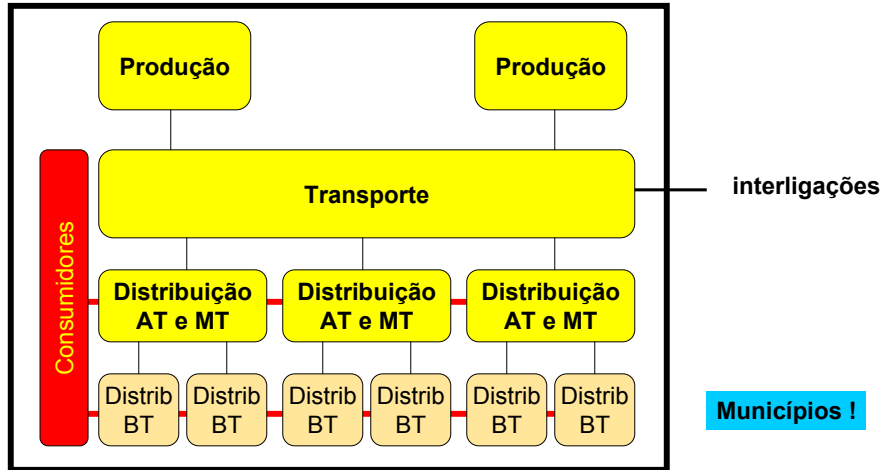 Produção
Produção
Transporte
interligações
Consumidores
Distribuição
AT e MT
Distribuição
AT e MT
Distribuição
AT e MT
Distrib
BT
Distrib
BT
Distrib
BT
Distrib
BT
Distrib
BT
Distrib
BT
Municípios !